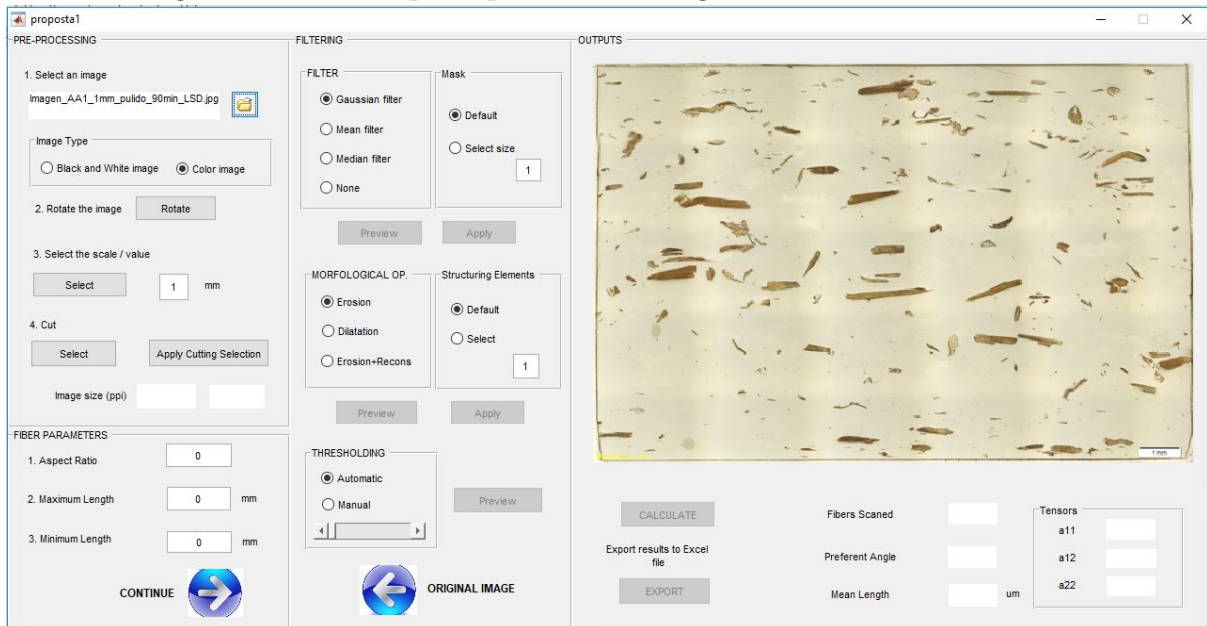 proposta1
PRE-PROCESSING
1. Select an image
Imagen_AA1_1mm_pulido_90min_LSD.jpg
Image Type
Black and White image
Color image
2. Rotate the image
Rotate
3. Select the scale / value
Select
1
mm
4. Cut
Select
Apply Cutting Selection
Image size (ppi)
FIBER PARAMETERS
1. Aspect Ratio
0
2. Maximum Length
0
mm
3. Minimum Length
0
mm
CONTINUE
FILTERING
FILTER
Gaussian filter
Mean filter
Median filter
None
Mask
Default
Select size
1
Preview
Apply
MORFOLOGICAL OP.
Erosion
Dilatation
Erosion+Recons
Structuring Elements
Default
Select
1
Preview
Apply
THRESHOLDING
Automatic
Manual
Preview
ORIGINAL IMAGE
OUTPUTS
1 mm
CALCULATE
Export results to Excel
file
EXPORT
Fibers Scaned
Preferent Angle
Mean Length
um
Tensors
a11
a12
a22